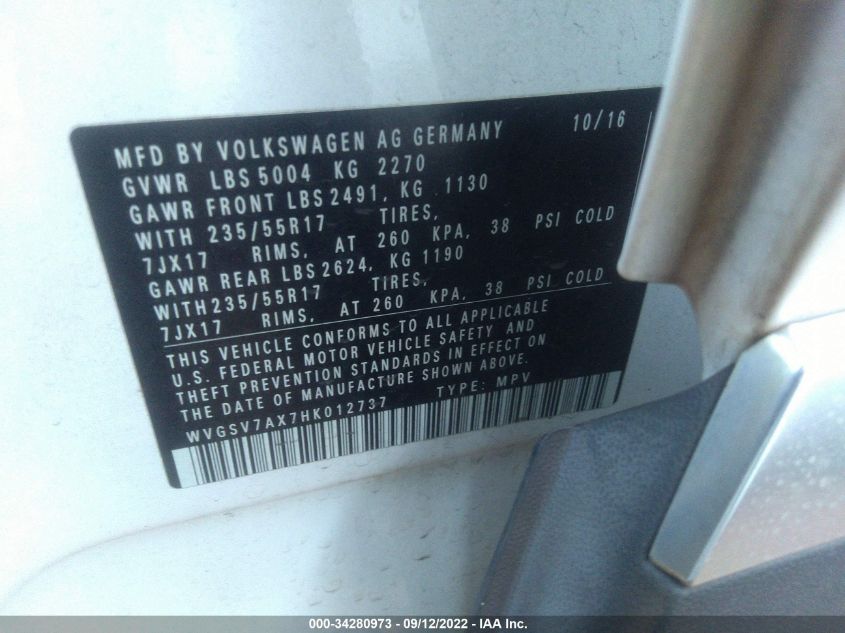 MFD BY VOLKSWAGEN AG GERMANY 10/16
GVWR LBS 5004 KG 2270
GAWR FRONT LBS 2491, KG 1130
WITH 235/55R17 TIRES,
7JX17 RIMS, AT 260 KPA, 38 PSI COLD
GAWR REAR LBS 2624, KG 1190
WITH 235/55R17 TIRES,
7JX17 RIMS, AT 260 KPA, 38 PSI COLD
THIS VEHICLE CONFORMS TO ALL APPLICABLE
U.S. FEDERAL MOTOR VEHICLE SAFETY AND
THEFT PREVENTION STANDARDS IN EFFECT ON
THE DATE OF MANUFACTURE SHOWN ABOVE.
WVGSV7AX7HK012737 TYPE: MPV
000-34280973 - 09/12/2022 - IAA Inc.